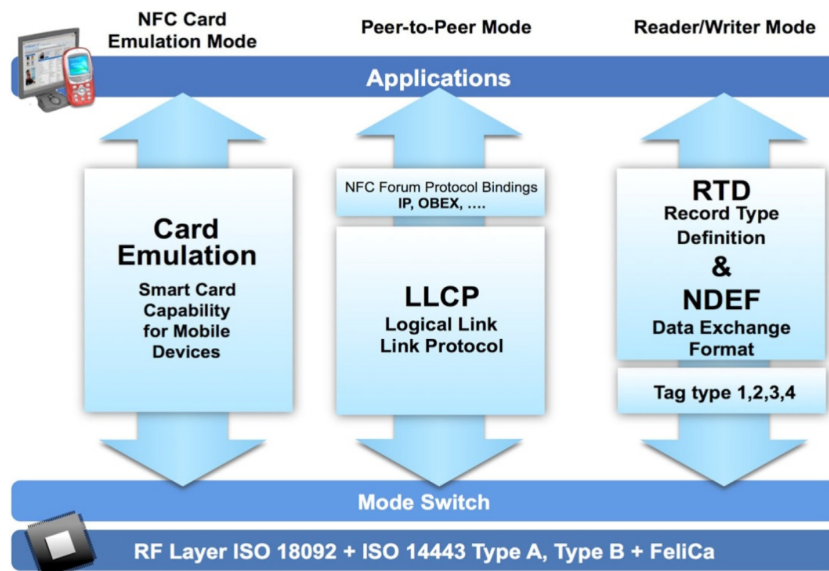 NFC Card
Emulation Mode
Peer-to-Peer Mode
Reader/Writer Mode
Applications
Card
Emulation
Smart Card
Capability
for Mobile
Devices
NFC Forum Protocol Bindings
IP, OBEX, ....
LLCP
Logical Link
Link Protocol
RTD
Record Type
Definition
&
NDEF
Data Exchange
Format
Tag type 1,2,3,4
Mode Switch
RF Layer ISO 18092 + ISO 14443 Type A, Type B + FeliCa